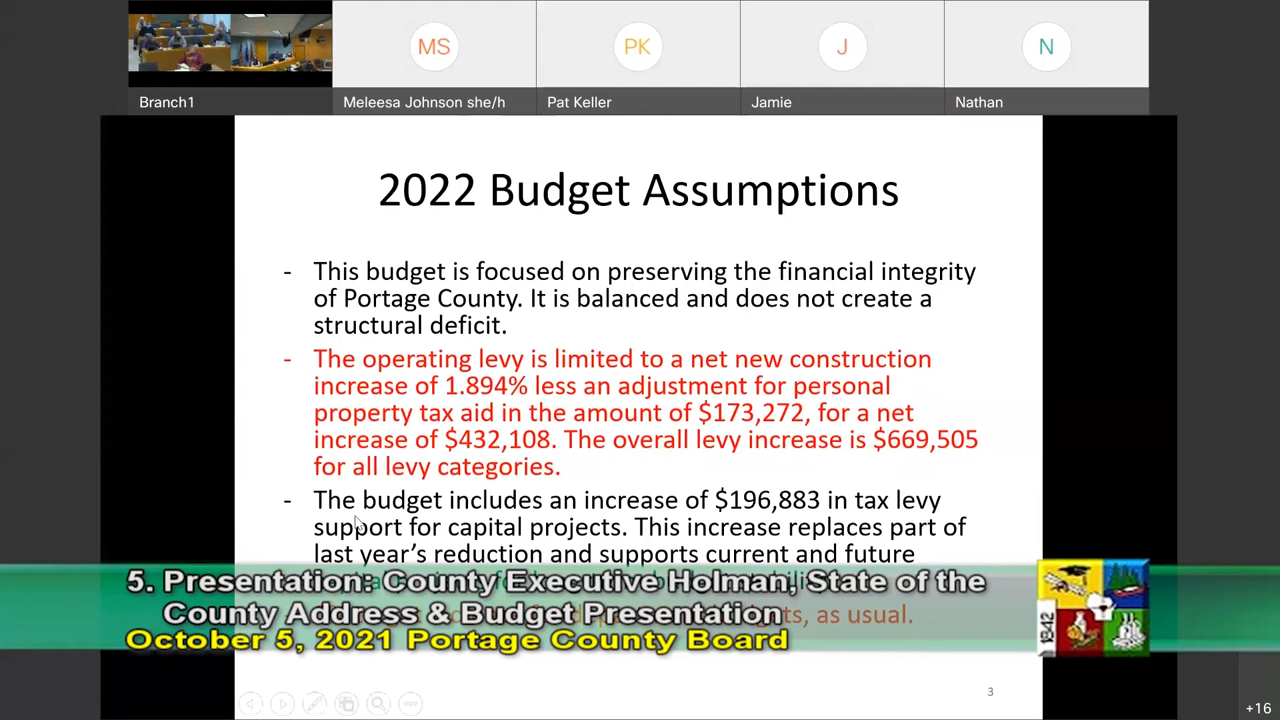 MS
PK
J
N
Branch1
Meleesa Johnson she/h
Pat Keller
Jamie
Nathan
2022 Budget Assumptions
- This budget is focused on preserving the financial integrity
of Portage County. It is balanced and does not create a
structural deficit.
- The operating levy is limited to a net new construction
increase of 1.894% less an adjustment for personal
property tax aid in the amount of $173,272, for a net
increase of $432,108. The overall levy increase is $669,505
for all levy categories.
- The budget includes an increase of $196,883 in tax levy
support for capital projects. This increase replaces part of
last year’s reduction and supports current and future
as usual.
5. Presentation: County Executive Holman, State of the
County Address & Budget Presentation
October 5, 2021 Portage County Board
1842
3
+16